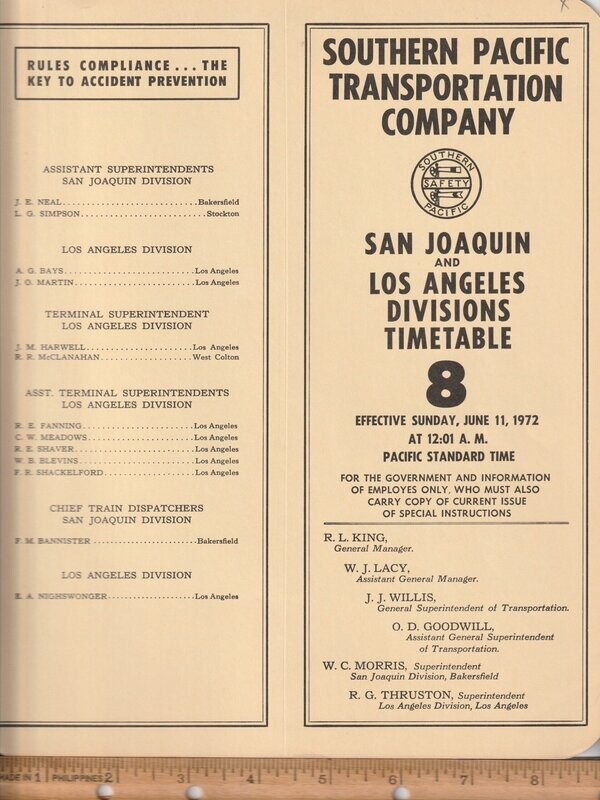 RULES COMPLIANCE...THE
KEY TO ACCIDENT PREVENTION
ASSISTANT SUPERINTENDENTS
SAN JOAQUIN DIVISION
J. E. NEAL............................Bakersfield
L. G. SIMPSON..........................Stockton
LOS ANGELES DIVISION
A. G. BAYS...........................Los Angeles
J. O. MARTIN........................Los Angeles
TERMINAL SUPERINTENDENT
LOS ANGELES DIVISION
J. M. HARWELL.....................Los Angeles
R. R. McCLANAHAN..................West Colton
ASST. TERMINAL SUPERINTENDENTS
LOS ANGELES DIVISION
R. E. FANNING.......................Los Angeles
C. W. MEADOWS.....................Los Angeles
R. E. SHAVER........................Los Angeles
W. B. BLEVINS.......................Los Angeles
F. R. SHACKELFORD.................Los Angeles
CHIEF TRAIN DISPATCHERS
SAN JOAQUIN DIVISION
F. M. BANNISTER.....................Bakersfield
LOS ANGELES DIVISION
E. A. NIGHSWONGER.................Los Angeles
SOUTHERN PACIFIC
TRANSPORTATION
COMPANY
SOUTHERN
SAFETY
PACIFIC
SAN JOAQUIN
AND
LOS ANGELES
DIVISIONS
TIMETABLE
8
EFFECTIVE SUNDAY, JUNE 11, 1972
AT 12:01 A. M.
PACIFIC STANDARD TIME
FOR THE GOVERNMENT AND INFORMATION
OF EMPLOYES ONLY, WHO MUST ALSO
CARRY COPY OF CURRENT ISSUE
OF SPECIAL INSTRUCTIONS
R. L. KING,
General Manager.
W. J. LACY,
Assistant General Manager.
J. J. WILLIS,
General Superintendent of Transportation.
O. D. GOODWILL,
Assistant General Superintendent
of Transportation.
W. C. MORRIS, Superintendent
San Joaquin Division, Bakersfield
R. G. THRUSTON, Superintendent
Los Angeles Division, Los Angeles
MADE IN 1 PHILIPPINES 2 3 4 5 6 7 8